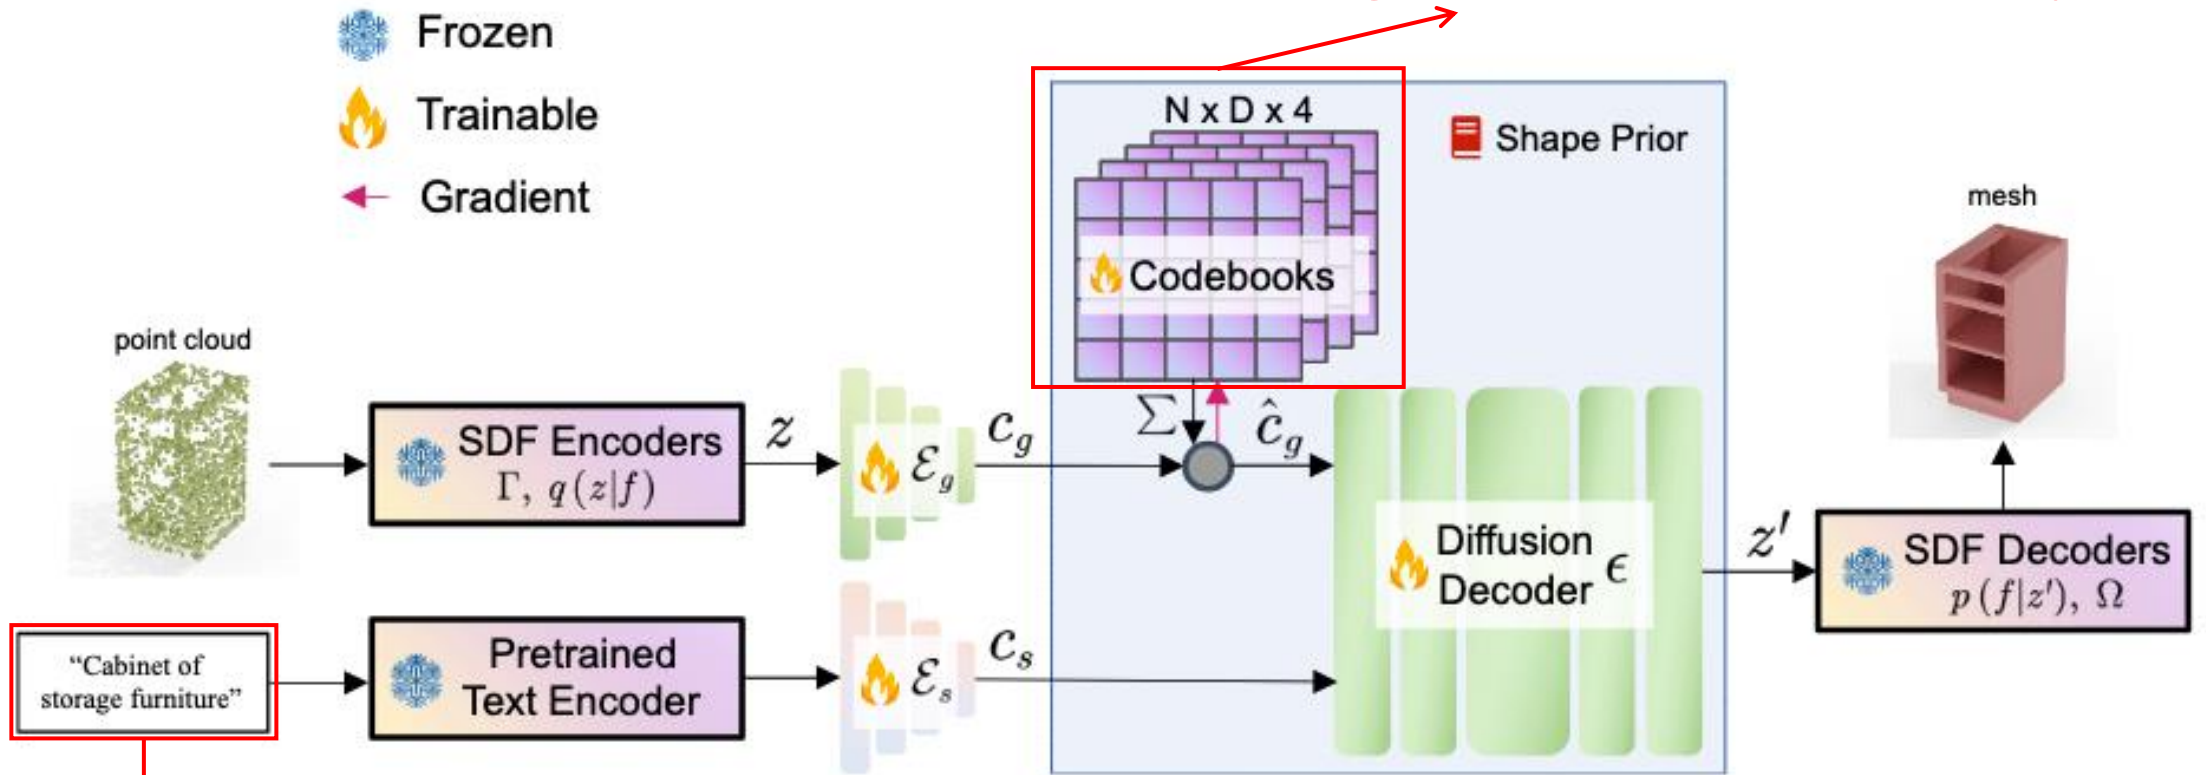 Frozen
Trainable
Gradient
N x D x 4
Shape Prior
Codebooks
mesh
point cloud
SDF Encoders
Γ, q(z|f)
z
ℰg
cg
∑
ĉg
Diffusion
Decoder ϵ
z′
SDF Decoders
p(f|z′), Ω
“Cabinet of
storage furniture”
Pretrained
Text Encoder
ℰs
cs